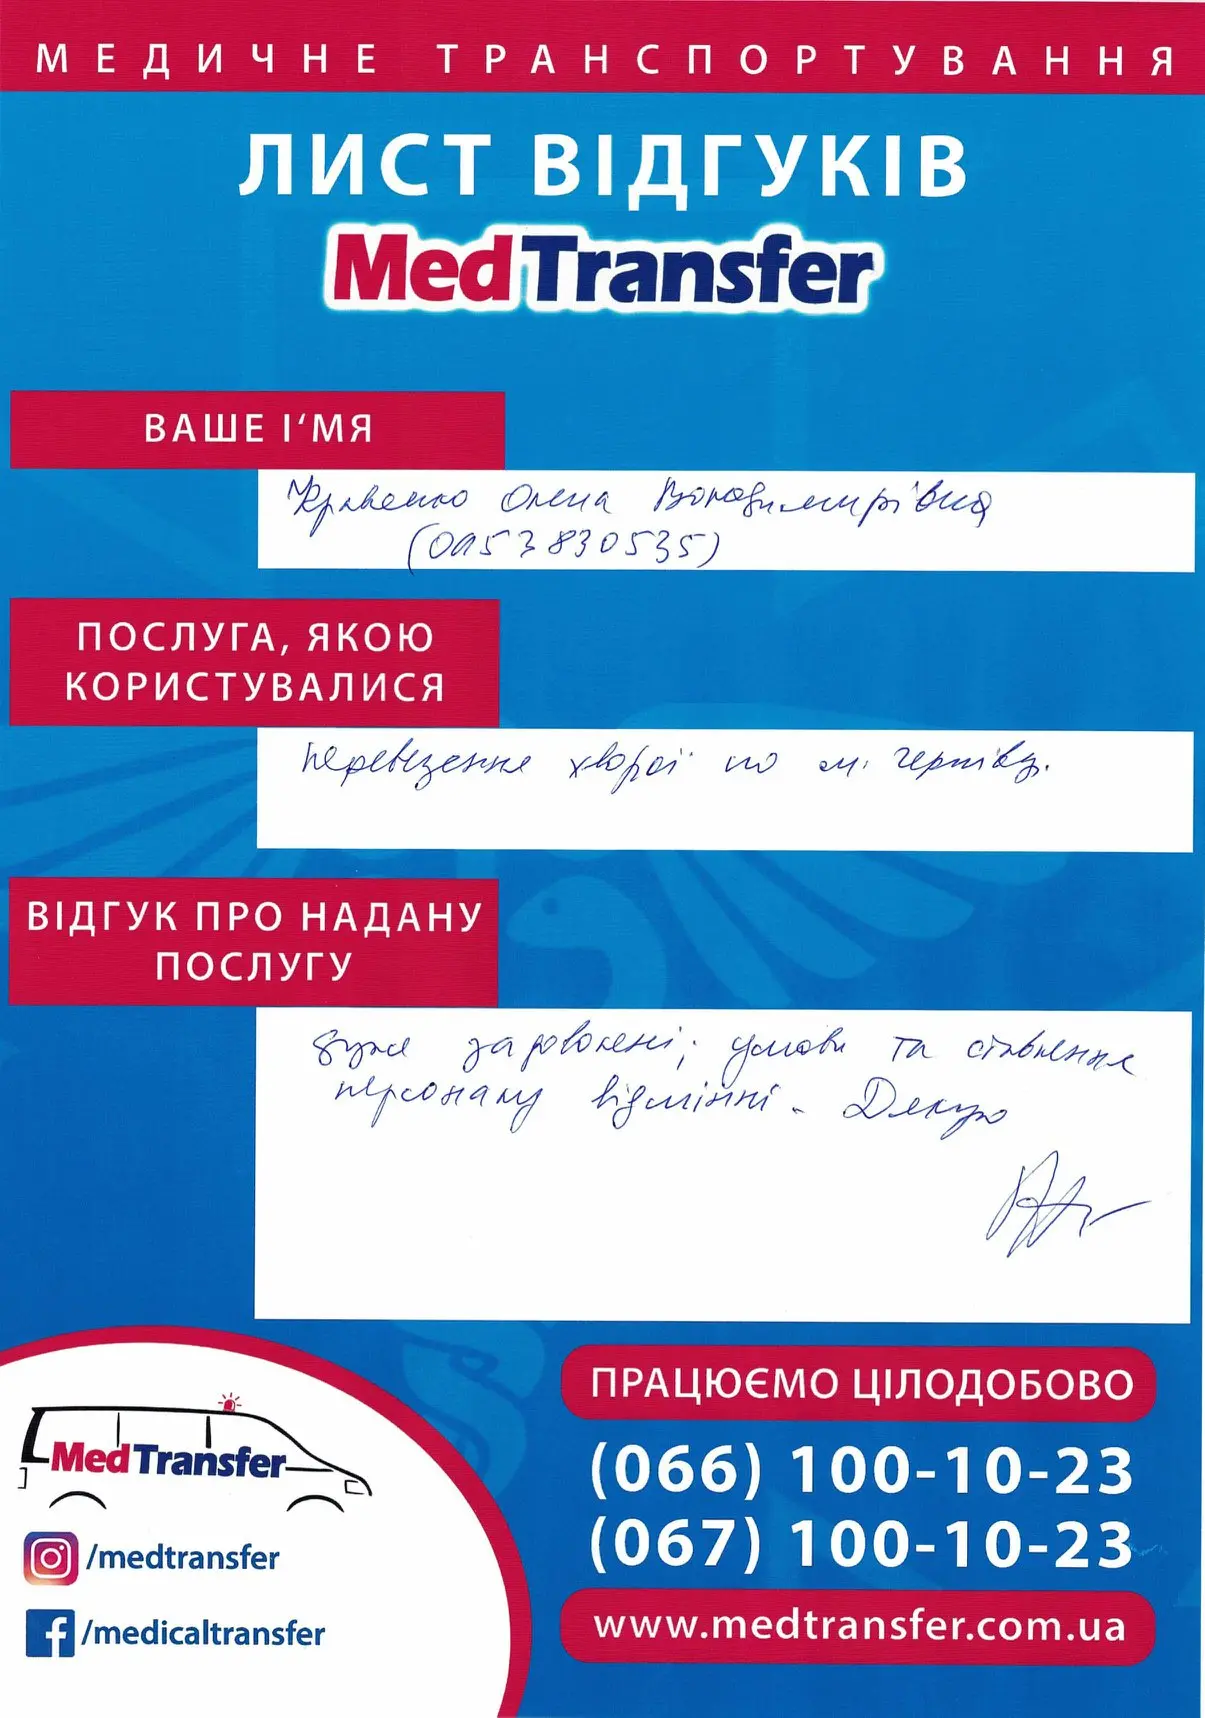 МЕДИЧНЕ ТРАНСПОРТУВАННЯ
ЛИСТ ВІДГУКІВ
MedTransfer
ВАШЕ І‘МЯ
Кравенко Олена Володимирівна
(0953830535)
ПОСЛУГА, ЯКОЮ
КОРИСТУВАЛИСЯ
перевезення хворої по м.
ВІДГУК ПРО НАДАНУ
ПОСЛУГУ
дуже задоволені; умови та ставлення
персоналу відмінні. Дякую
ПРАЦЮЄМО ЦІЛОДОБОВО
MedTransfer
(066) 100-10-23
(067) 100-10-23
/medtransfer
www.medtransfer.com.ua
/medicaltransfer